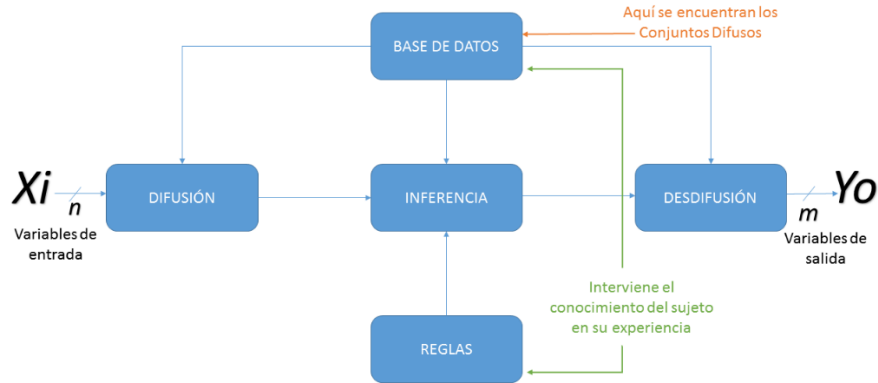 Aquí se encuentran los
Conjuntos Difusos
BASE DE DATOS
Xi
n
Variables de
entrada
DIFUSIÓN
INFERENCIA
DESDIFUSIÓN
m
Yo
Variables de
salida
Interviene el
conocimiento del sujeto
en su experiencia
REGLAS